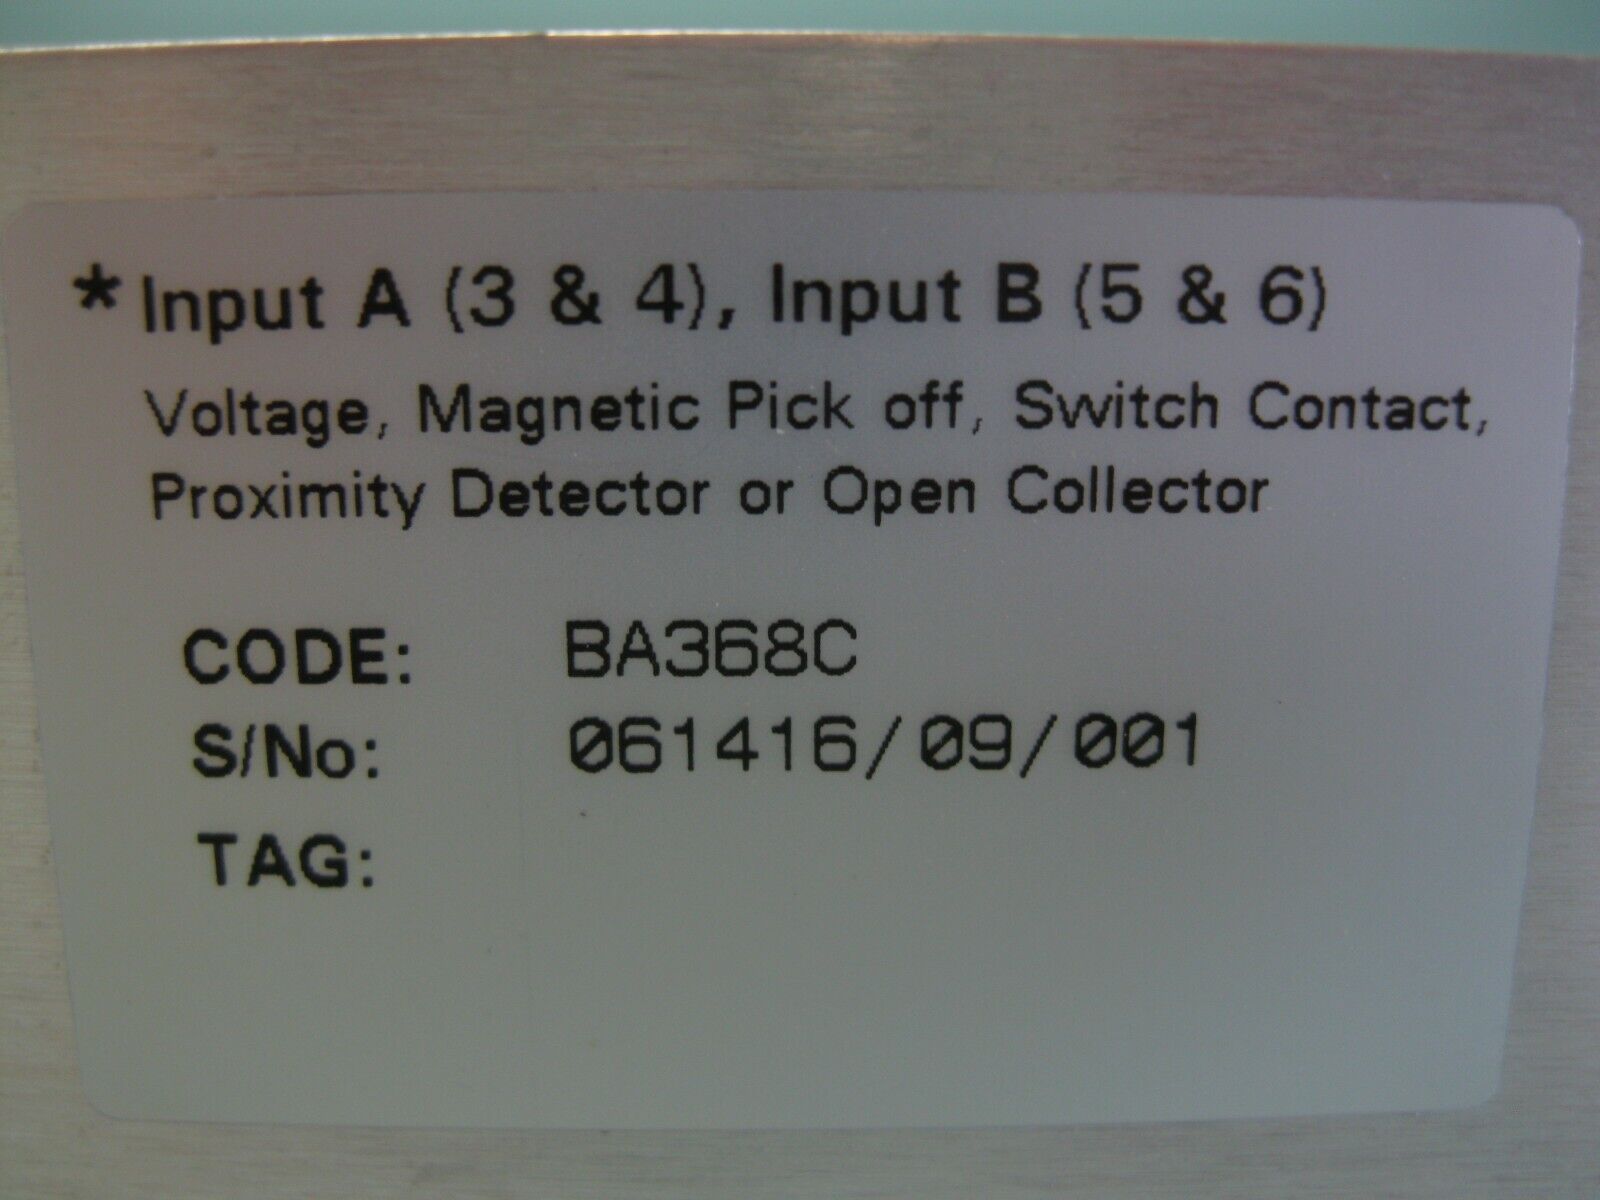 * Input A (3 & 4), Input B (5 & 6)
Voltage, Magnetic Pick off, Switch Contact,
Proximity Detector or Open Collector
CODE: BA368C
S/No: 061416/09/001
TAG: